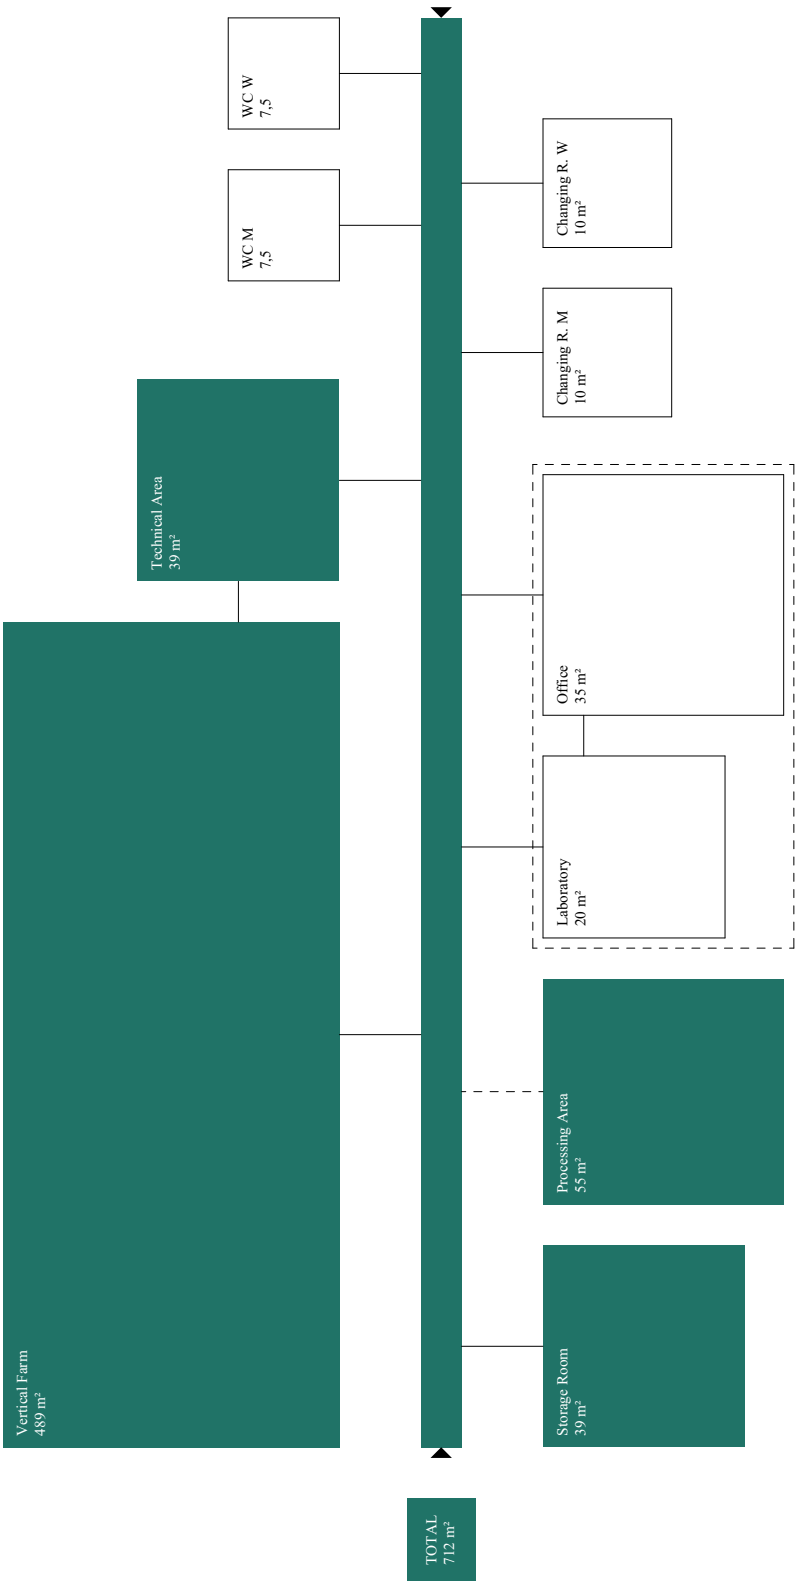 Vertical Farm
489 m²
Technical Area
39 m²
WC M
7,5
WC W
7,5
TOTAL
712 m²
Storage Room
39 m²
Processing Area
55 m²
Laboratory
20 m²
Office
35 m²
Changing R. M
10 m²
Changing R. W
10 m²